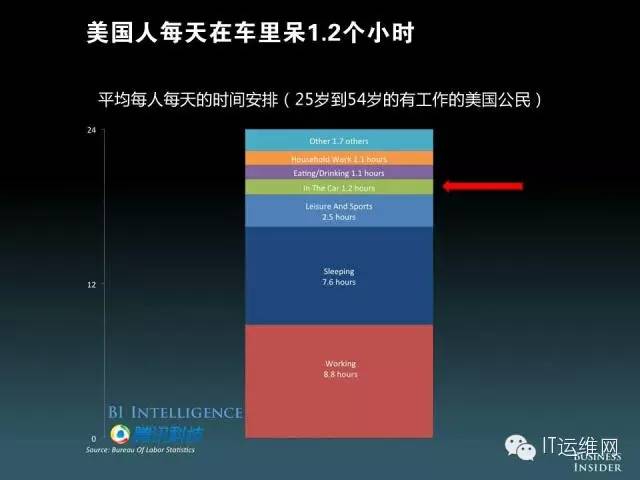 美国人每天在车里呆1.2个小时
平均每人每天的时间安排（25岁到54岁的有工作的美国公民）
24
Other 1.7 others
Household Work 1.1 hours
Eating/Drinking 1.1 hours
In The Car 1.2 hours
Leisure And Sports
2.5 hours
12
Sleeping
7.6 hours
Working
8.8 hours
BI INTELLIGENCE
腾讯科技
0
Source: Bureau Of Labor Statistics
IT运维网
BUSINESS
INSIDER